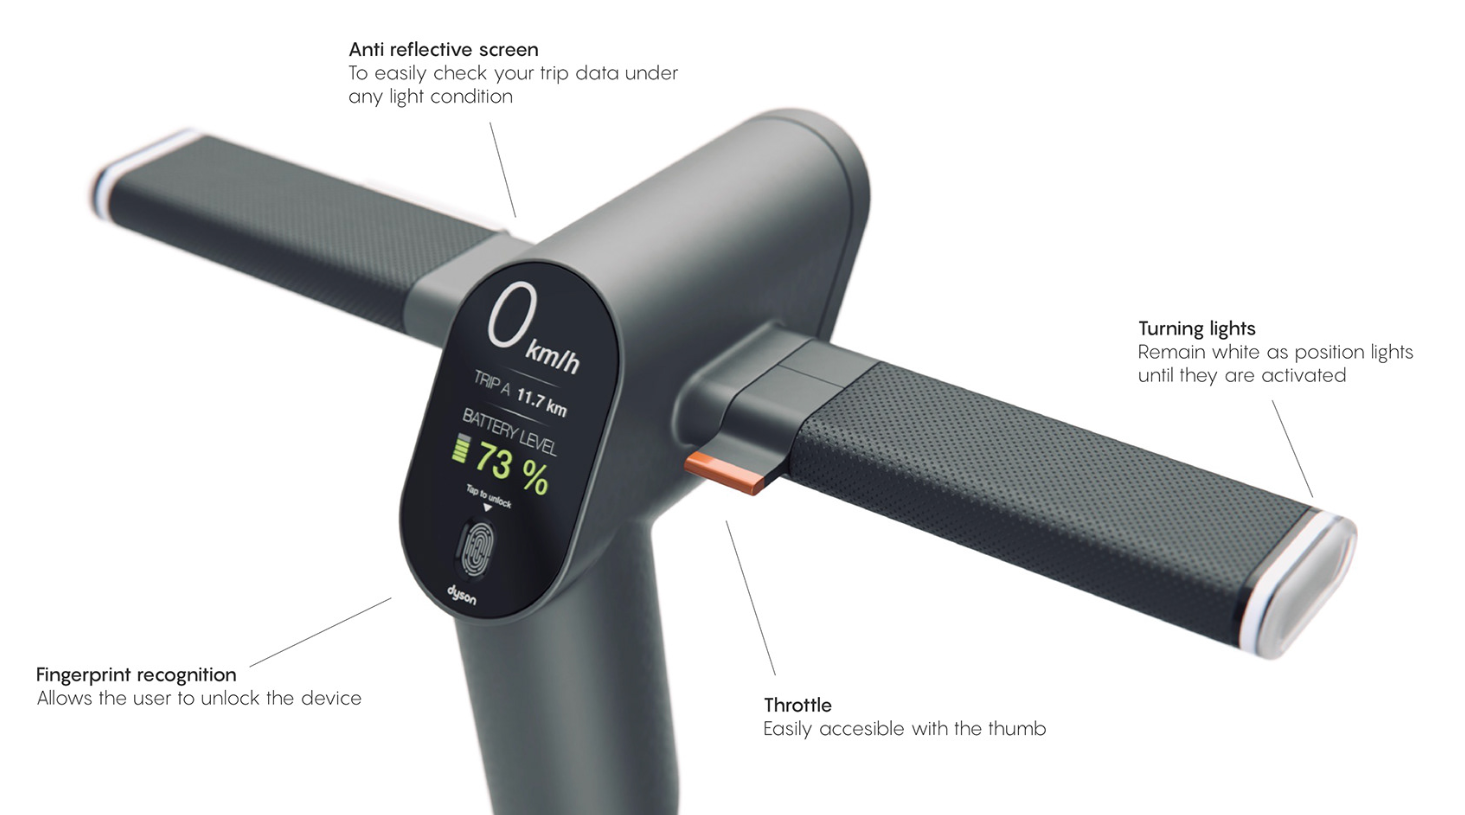 Anti reflective screen
To easily check your trip data under
any light condition
0 km/h
TRIP A 11.7 km
BATTERY LEVEL
73 %
Tap to unlock
dyson
Turning lights
Remain white as position lights
until they are activated
Fingerprint recognition
Allows the user to unlock the device
Throttle
Easily accesible with the thumb